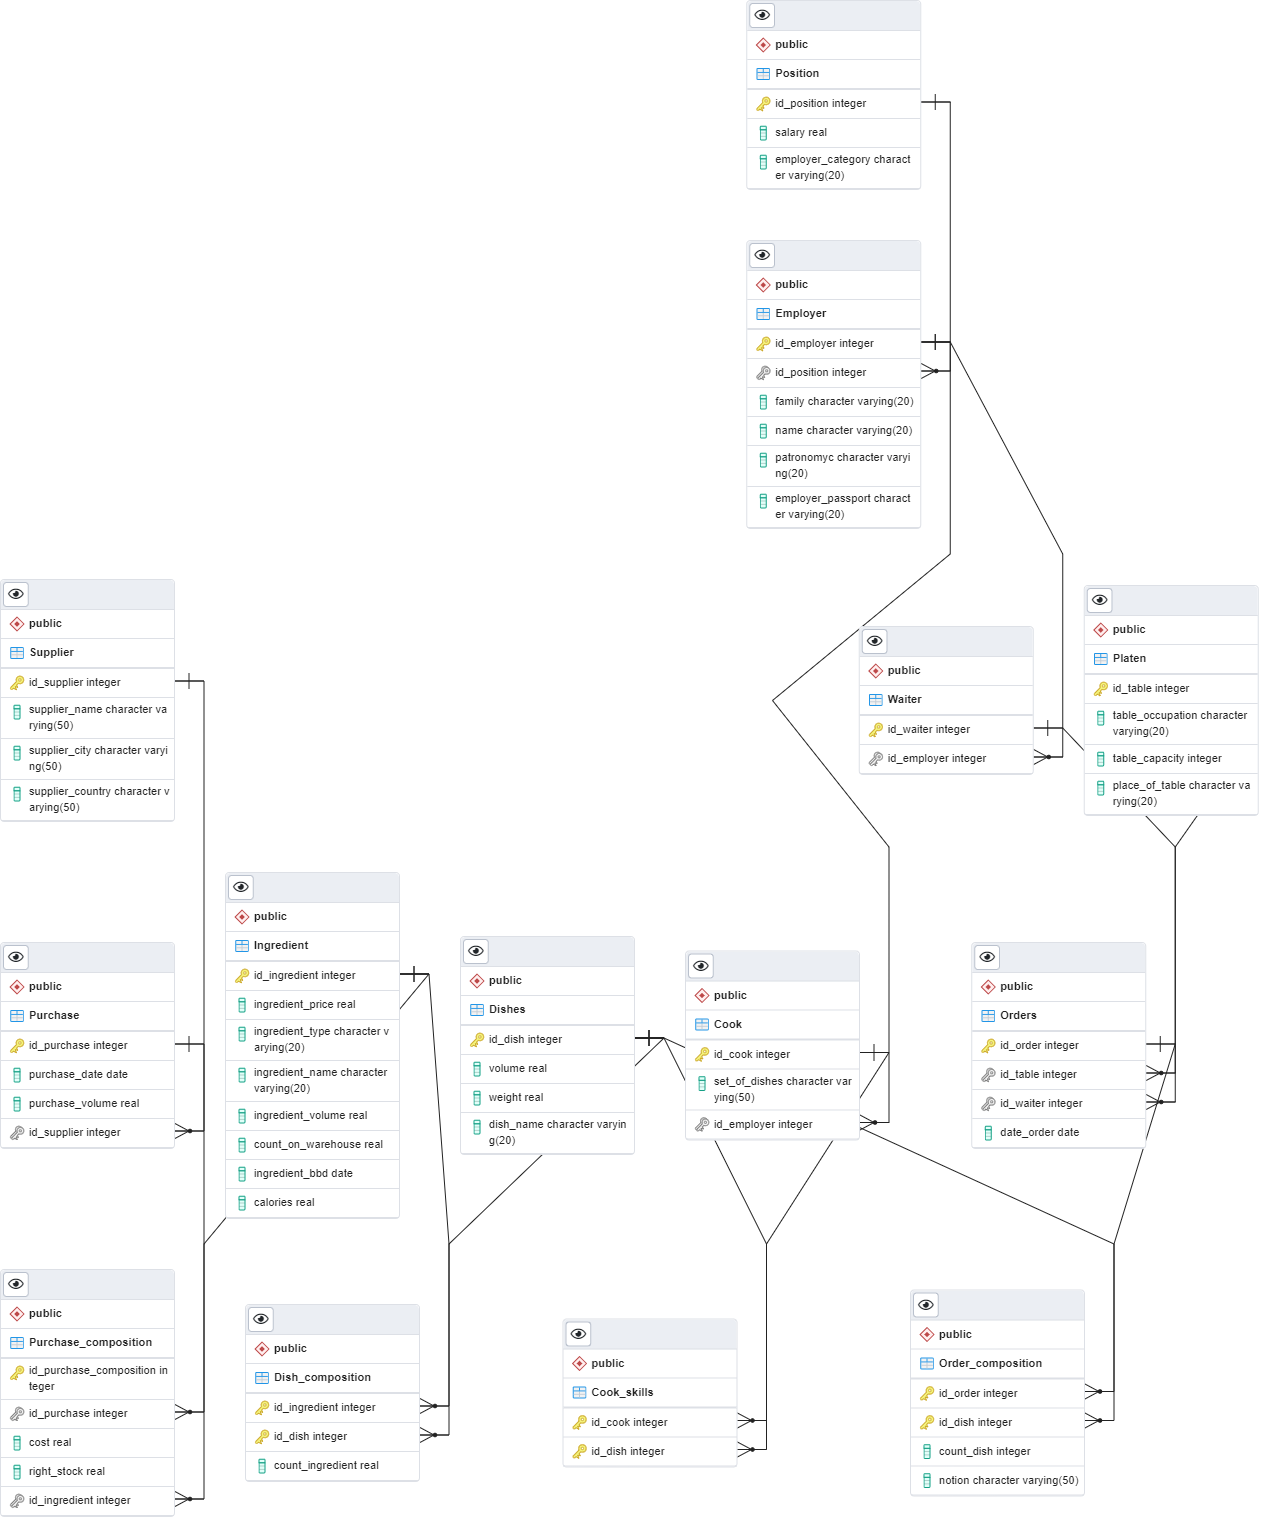 public
Position
id_position integer
salary real
employer_category charact
er varying(20)
public
Employer
id_employer integer
id_position integer
family character varying(20)
name character varying(20)
patronomyc character varyi
ng(20)
employer_passport charact
er varying(20)
public
Supplier
id_supplier integer
supplier_name character va
rying(50)
supplier_city character varyi
ng(50)
supplier_country character v
arying(50)
public
Waiter
id_waiter integer
id_employer integer
public
Platen
id_table integer
table_occupation character
varying(20)
table_capacity integer
place_of_table character va
rying(20)
public
Purchase
id_purchase integer
purchase_date date
purchase_volume real
id_supplier integer
public
Ingredient
id_ingredient integer
ingredient_price real
ingredient_type character v
arying(20)
ingredient_name character
varying(20)
ingredient_volume real
count_on_warehouse real
ingredient_bbd date
calories real
public
Dishes
id_dish integer
volume real
weight real
dish_name character varyin
g(20)
public
Cook
id_cook integer
set_of_dishes character var
ying(50)
id_employer integer
public
Orders
id_order integer
id_table integer
id_waiter integer
date_order date
public
Purchase_composition
id_purchase_composition in
teger
id_purchase integer
cost real
right_stock real
id_ingredient integer
public
Dish_composition
id_ingredient integer
id_dish integer
count_ingredient real
public
Cook_skills
id_cook integer
id_dish integer
public
Order_composition
id_order integer
id_dish integer
count_dish integer
notion character varying(50)